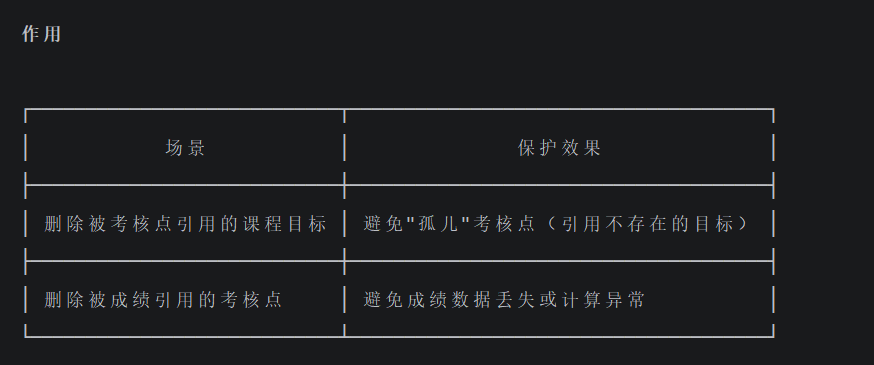 作用
场景 保护效果
删除被考核点引用的课程目标 避免"孤儿"考核点（引用不存在的目标）
删除被成绩引用的考核点 避免成绩数据丢失或计算异常